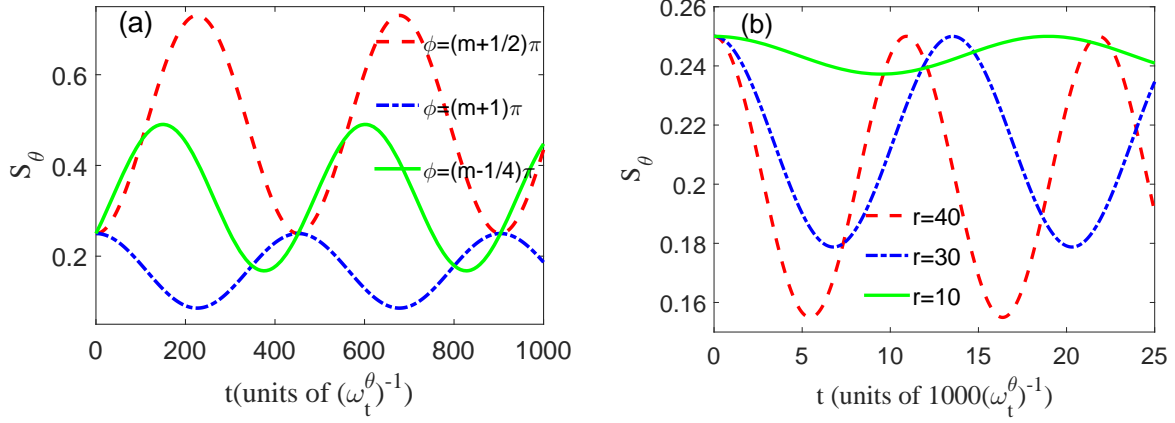 (a)
0.6
0.4
0.2
S_θ
ϕ=(m+1/2)π
ϕ=(m+1)π
ϕ=(m-1/4)π
0 200 400 600 800 1000
t(units of (ω_t^θ)^-1)
(b)
0.26
0.24
0.22
0.2
0.18
0.16
S_θ
r=40
r=30
r=10
0 5 10 15 20 25
t (units of 1000(ω_t^θ)^-1)